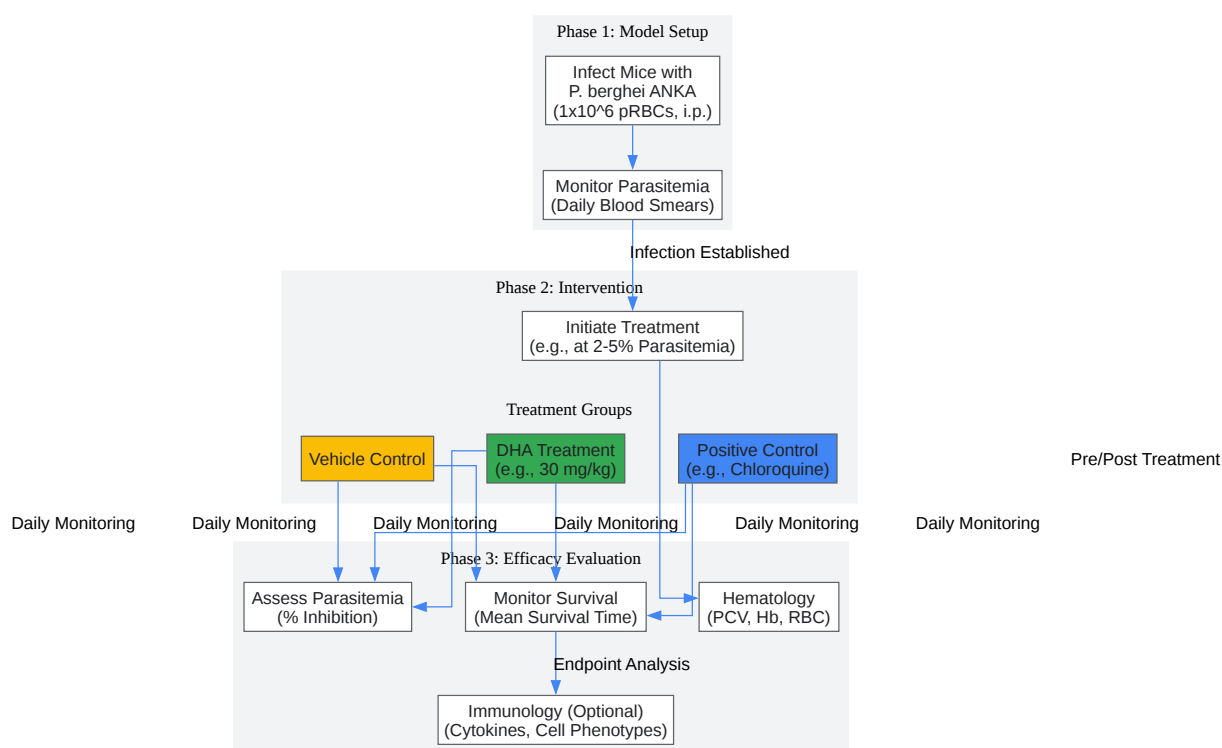 Phase 1: Model Setup
Infect Mice with
P. berghei ANKA
(1x10^6 pRBCs, i.p.)
Monitor Parasitemia
(Daily Blood Smears)
Infection Established
Phase 2: Intervention
Initiate Treatment
(e.g., at 2-5% Parasitemia)
Treatment Groups
Vehicle Control
DHA Treatment
(e.g., 30 mg/kg)
Positive Control
(e.g., Chloroquine)
Pre/Post Treatment
Daily Monitoring
Daily Monitoring
Daily Monitoring
Daily Monitoring
Daily Monitoring
Daily Monitoring
Phase 3: Efficacy Evaluation
Assess Parasitemia
(% Inhibition)
Monitor Survival
(Mean Survival Time)
Hematology
(PCV, Hb, RBC)
Endpoint Analysis
Immunology (Optional)
(Cytokines, Cell Phenotypes)